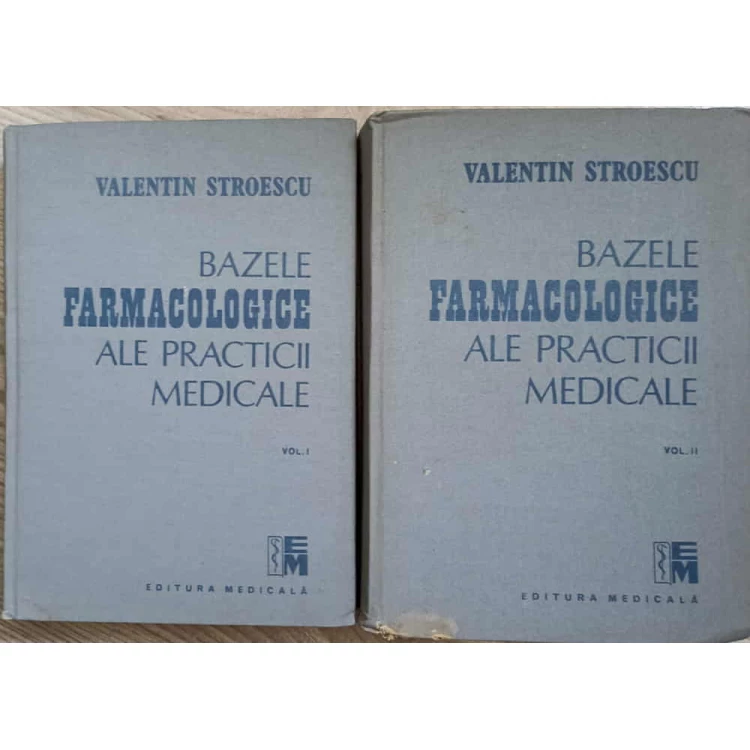 VALENTIN STROESCU
BAZELE
FARMACOLOGICE
ALE PRACTICII
MEDICALE
VOL. I
EM
EDITURA MEDICALĂ
VALENTIN STROESCU
BAZELE
FARMACOLOGICE
ALE PRACTICII
MEDICALE
VOL. II
EM
EDITURA MEDICALĂ